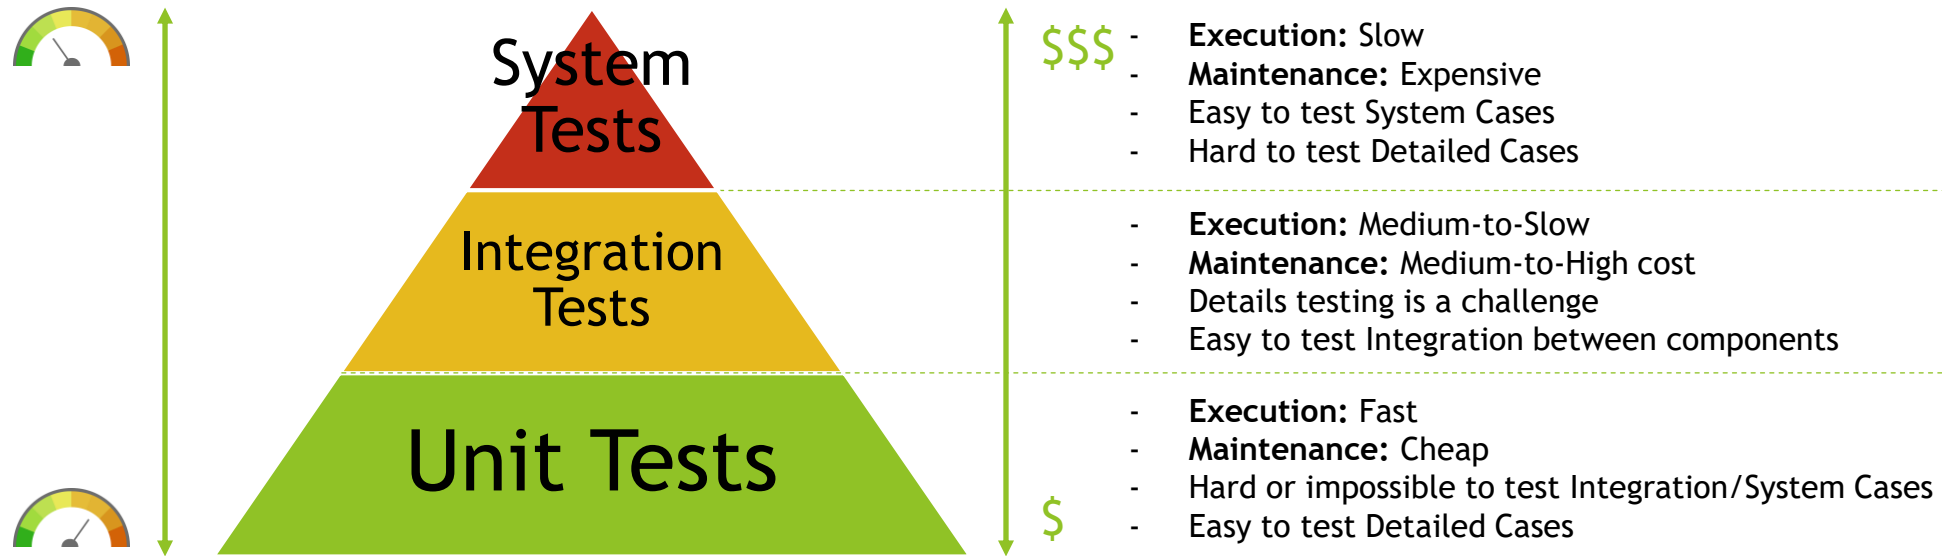 System
Tests
$$$
- Execution: Slow
- Maintenance: Expensive
- Easy to test System Cases
- Hard to test Detailed Cases
Integration
Tests
- Execution: Medium-to-Slow
- Maintenance: Medium-to-High cost
- Details testing is a challenge
- Easy to test Integration between components
Unit Tests
$
- Execution: Fast
- Maintenance: Cheap
- Hard or impossible to test Integration/System Cases
- Easy to test Detailed Cases